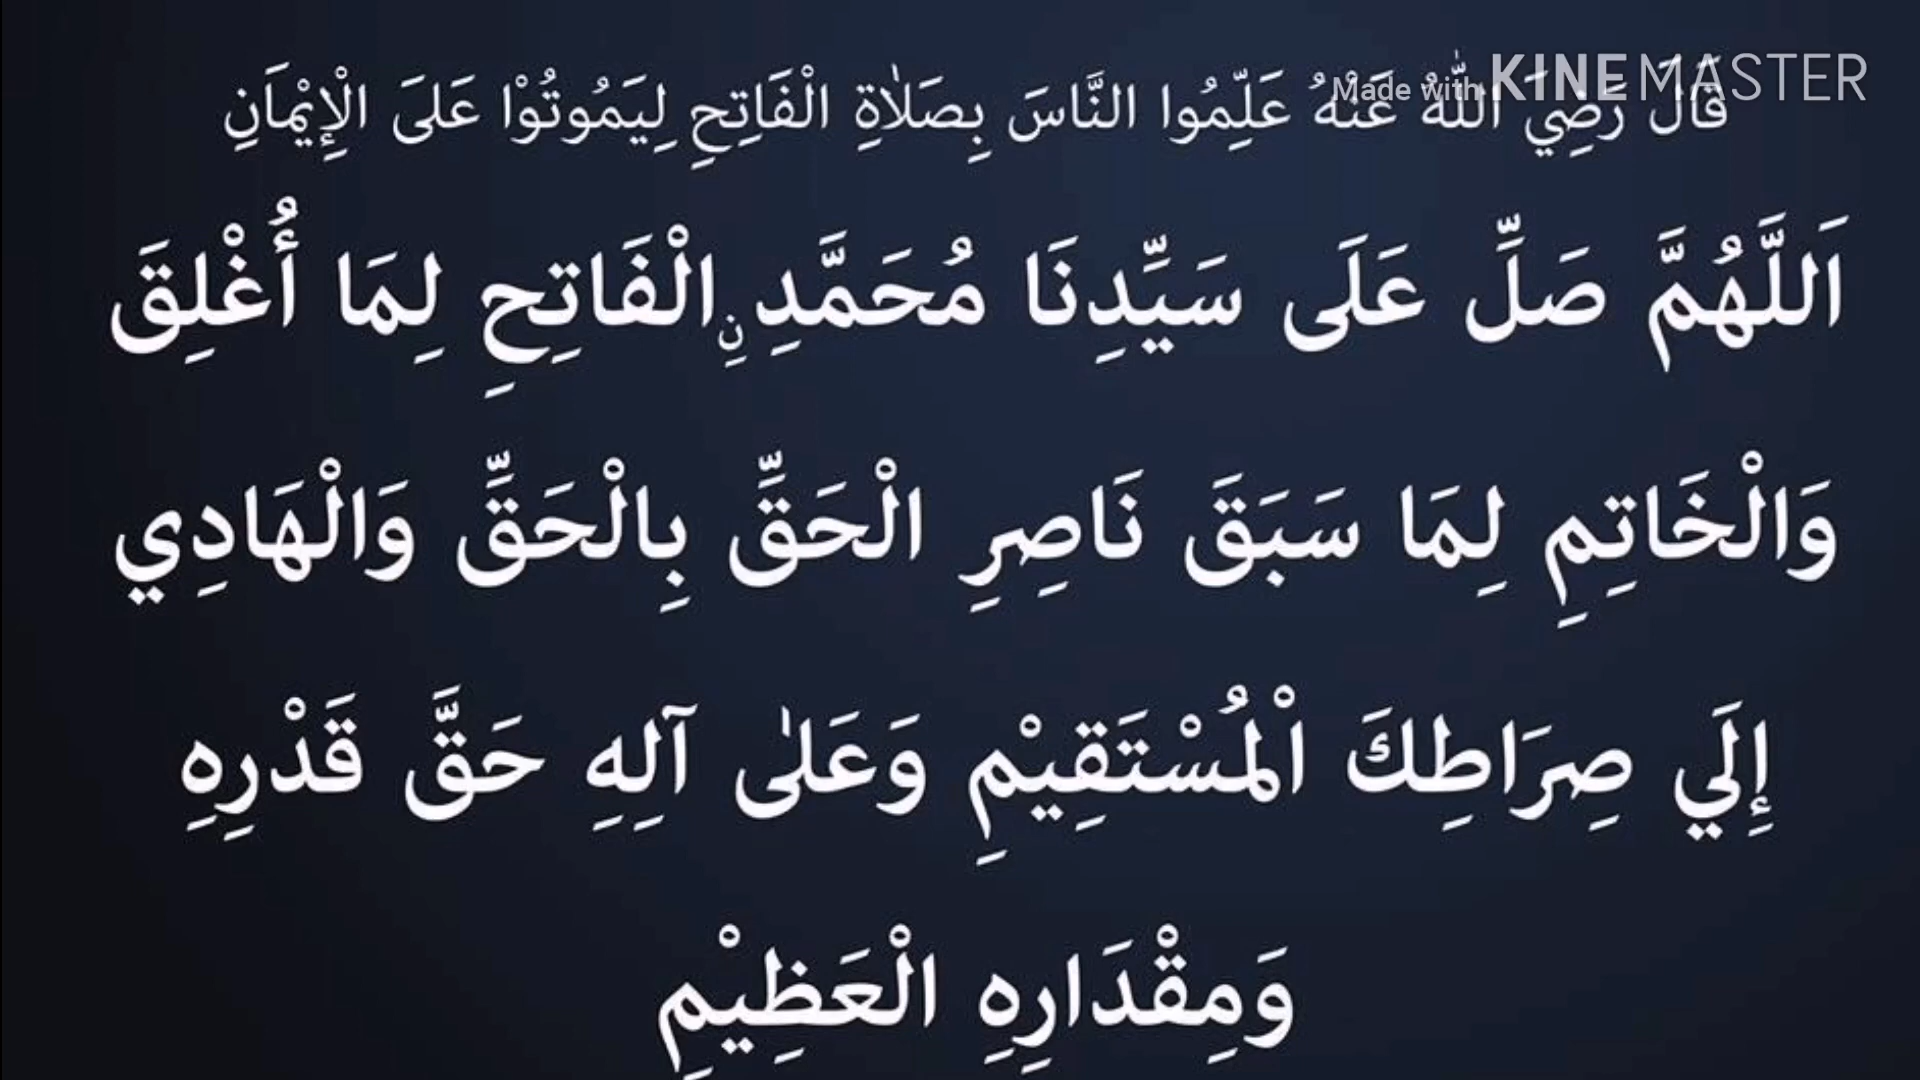 Made with KINEMASTER
قَالَ رَضِيَ اللّٰهُ عَنْهُ عَلِّمُوا النَّاسَ بِصَلَاةِ الْفَاتِحِ لِيَمُوتُوْا عَلىَ الْإِيْمَانِ
اَللَّهُمَّ صَلِّ عَلَى سَيِّدِنَا مُحَمَّدِ نِ الْفَاتِحِ لِمَا أُغْلِقَ
وَالْخَاتِمِ لِمَا سَبَقَ نَاصِرِ الْحَقِّ بِالْحَقِّ وَالْهَادِي
إِلَي صِرَاطِكَ الْمُسْتَقِيْمِ وَعَلٰى آلِهِ حَقَّ قَدْرِهِ
وَمِقْدَارِهِ الْعَظِيْمِ